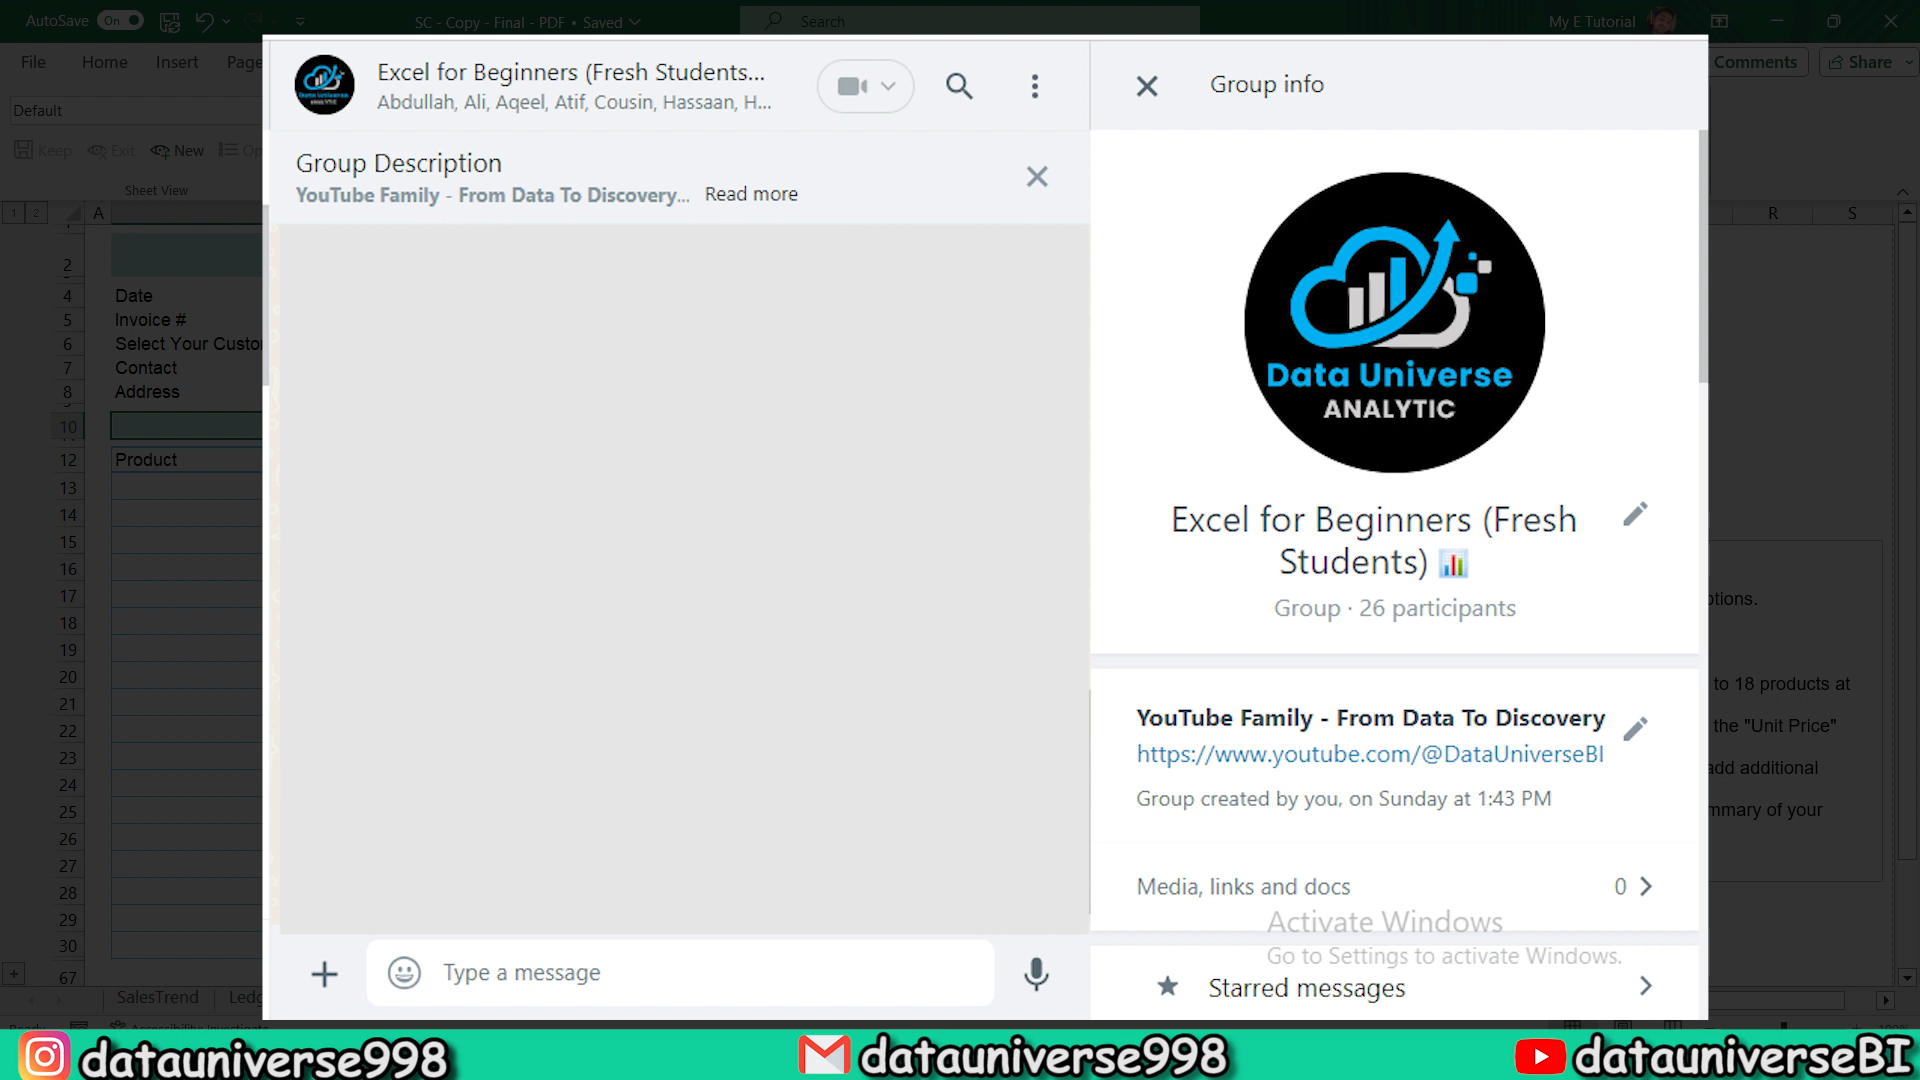 AutoSave On
SC - Copy - Final - PDF • Saved
Search
My E Tutorial
File Home Insert Page
Comments Share
Default
Keep Exit New Op
Sheet View
1 2 A R S
2
4 Date
5 Invoice #
6 Select Your Custo
7 Contact
8 Address
10
12 Product
13
14
15
16
17
18
19
20
21
22
23
24
25
26
27
28
29
30
67
SalesTrend Led
Accessibility: Investigate
Excel for Beginners (Fresh Students...
Abdullah, Ali, Aqeel, Atif, Cousin, Hassaan, H...
Group Description
YouTube Family - From Data To Discovery... Read more
Type a message
Group info
Data Universe
ANALYTIC
Excel for Beginners (Fresh
Students)
Group · 26 participants
YouTube Family - From Data To Discovery
https://www.youtube.com/@DataUniverseBI
Group created by you, on Sunday at 1:43 PM
Media, links and docs 0
Activate Windows
Go to Settings to activate Windows.
Starred messages
ptions.
to 18 products at
the "Unit Price"
add additional
mmary of your
datauniverse998
datauniverse998
datauniverseBI